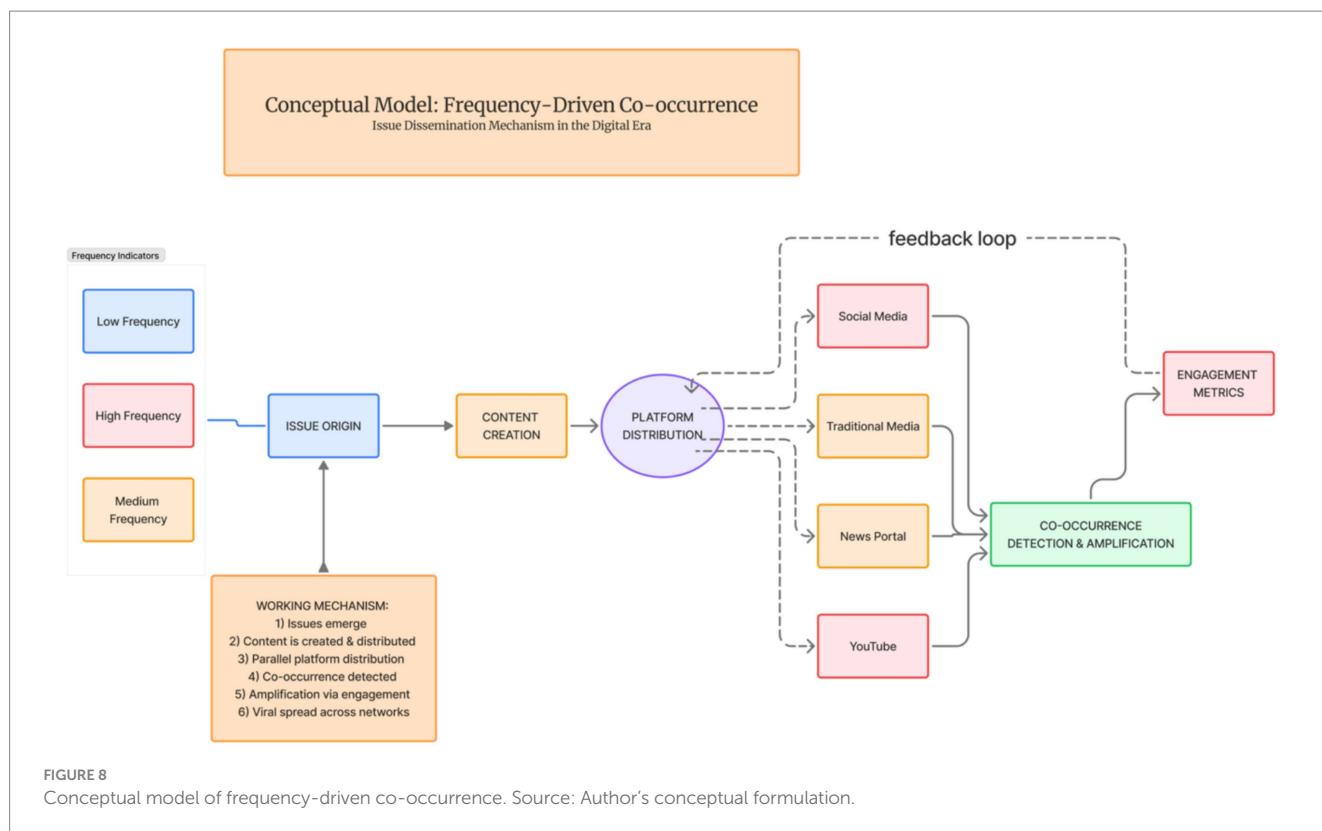 Conceptual Model: Frequency-Driven Co-occurrence
Issue Dissemination Mechanism in the Digital Era
feedback loop
Frequency Indicators
Low Frequency
High Frequency
Medium
Frequency
ISSUE ORIGIN
CONTENT
CREATION
PLATFORM
DISTRIBUTION
Social Media
Traditional Media
News Portal
YouTube
CO-OCCURRENCE
DETECTION & AMPLIFICATION
ENGAGEMENT
METRICS
WORKING MECHANISM:
1) Issues emerge
2) Content is created & distributed
3) Parallel platform distribution
4) Co-occurrence detected
5) Amplification via engagement
6) Viral spread across networks
FIGURE 8
Conceptual model of frequency-driven co-occurrence. Source: Author’s conceptual formulation.